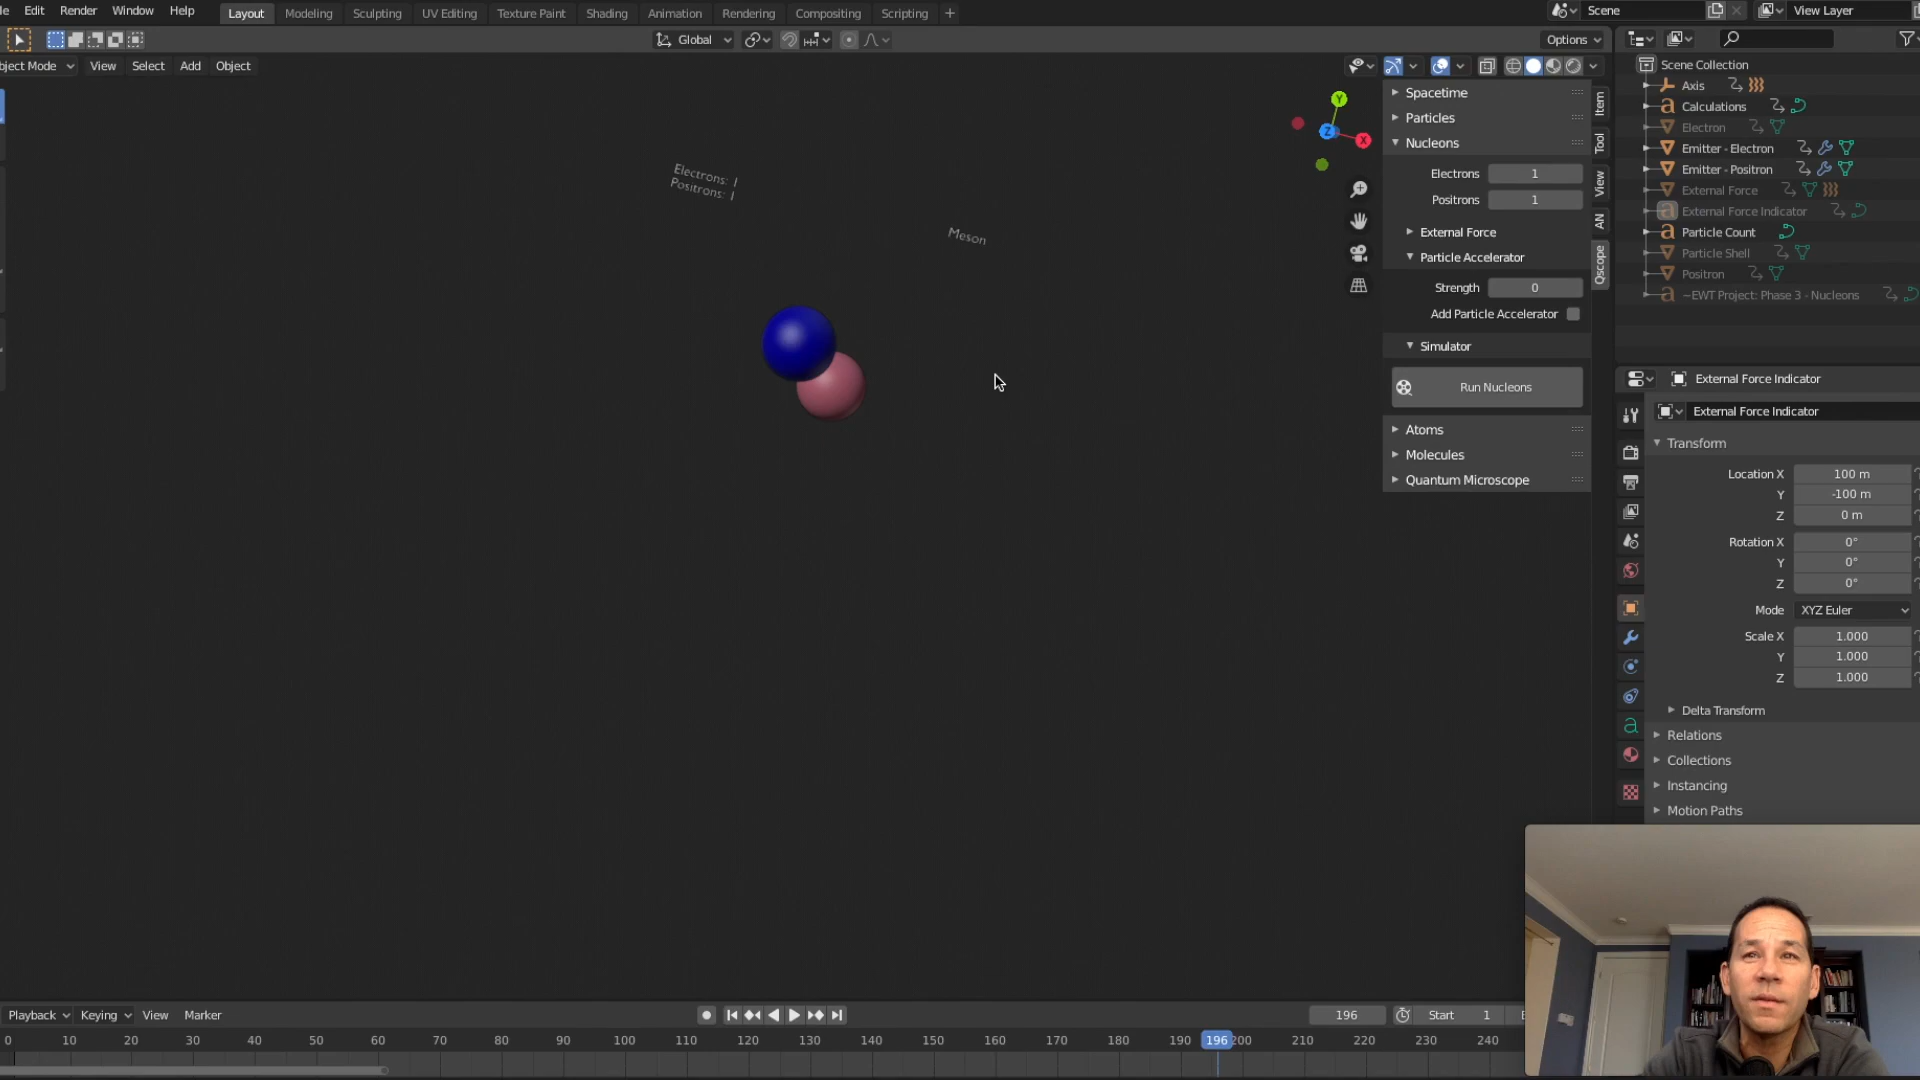 Edit Render Window Help Layout Modeling Sculpting UV Editing Texture Paint Shading Animation Rendering Compositing Scripting + Scene View Layer
Global Options
bject Mode View Select Add Object
Scene Collection
Axis
Calculations
Electron
Emitter - Electron
Emitter - Positron
External Force
External Force Indicator
Particle Count
Particle Shell
Positron
~EWT Project: Phase 3 - Nucleons
Y
Z
X
Electrons: 1
Positrons: 1
Meson
Spacetime
Particles
Nucleons
Electrons 1
Positrons 1
External Force
Particle Accelerator
Strength 0
Add Particle Accelerator
Simulator
Run Nucleons
Atoms
Molecules
Quantum Microscope
Item
Tool
View
AN
Qscope
External Force Indicator
External Force Indicator
Transform
Location X 100 m
Y -100 m
Z 0 m
Rotation X 0°
Y 0°
Z 0°
Mode XYZ Euler
Scale X 1.000
Y 1.000
Z 1.000
Delta Transform
Relations
Collections
Instancing
Motion Paths
Playback Keying View Marker 196 Start 1
0 10 20 30 40 50 60 70 80 90 100 110 120 130 140 150 160 170 180 190 196 200 210 220 230 240